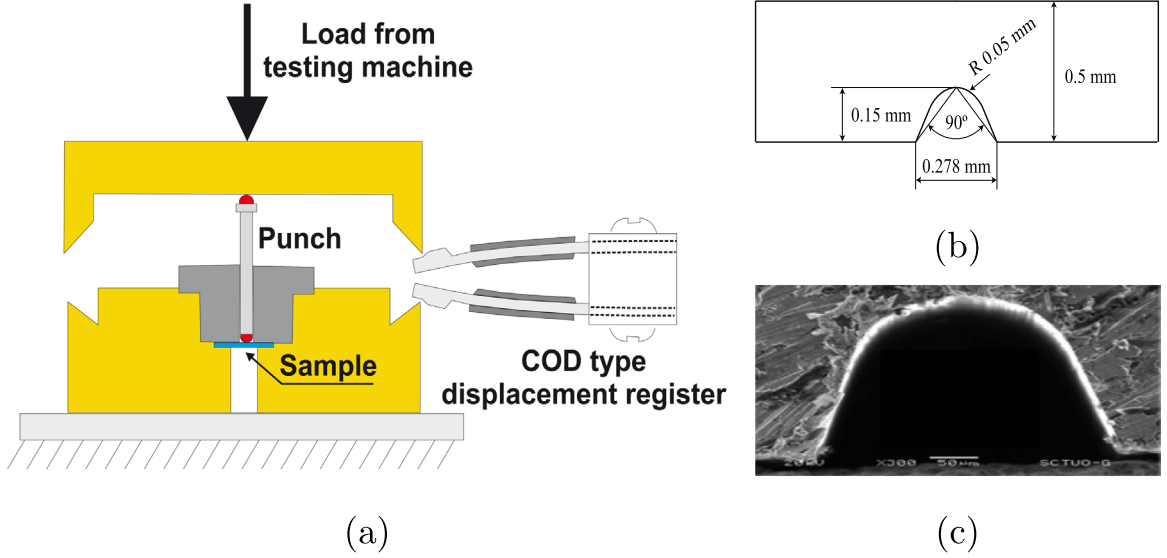 Load from
testing machine
Punch
Sample
COD type
displacement register
(a)
R 0.05 mm
0.5 mm
0.15 mm
90º
0.278 mm
(b)
20kV X300 50μm SCTUO-G
(c)